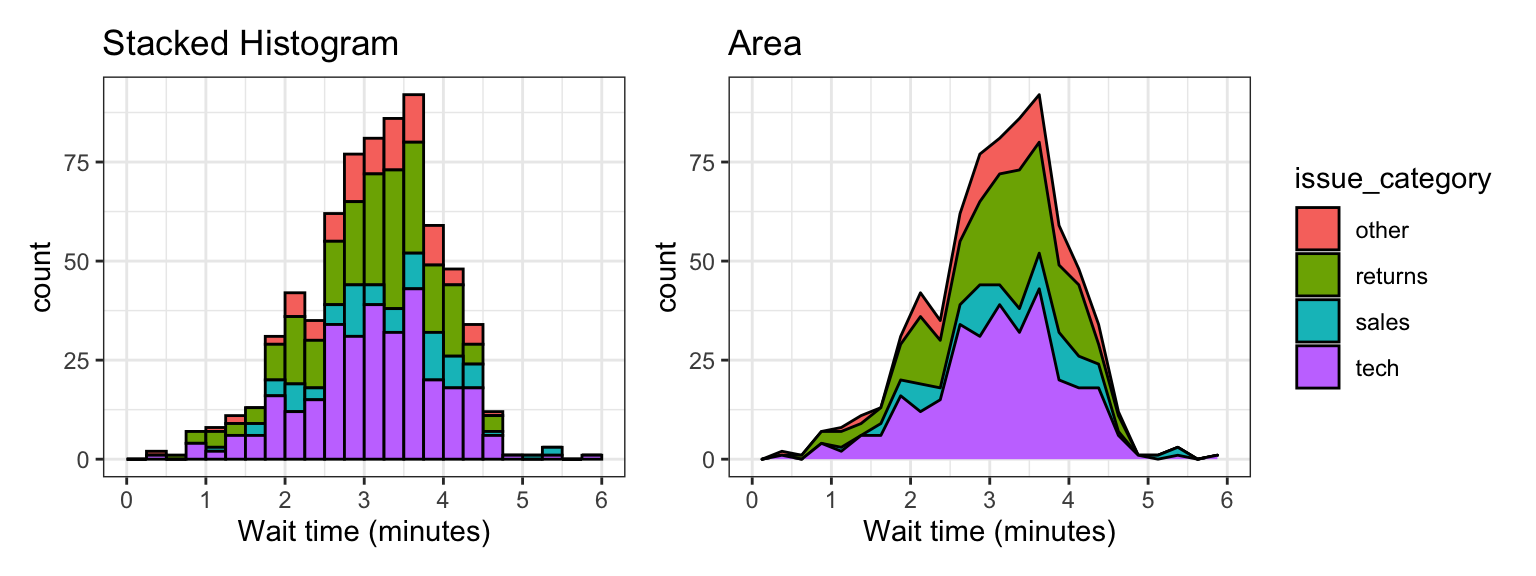 Stacked Histogram
count
75
50
25
0
0 1 2 3 4 5 6
Wait time (minutes)
Area
count
75
50
25
0
0 1 2 3 4 5 6
Wait time (minutes)
issue_category
other
returns
sales
tech